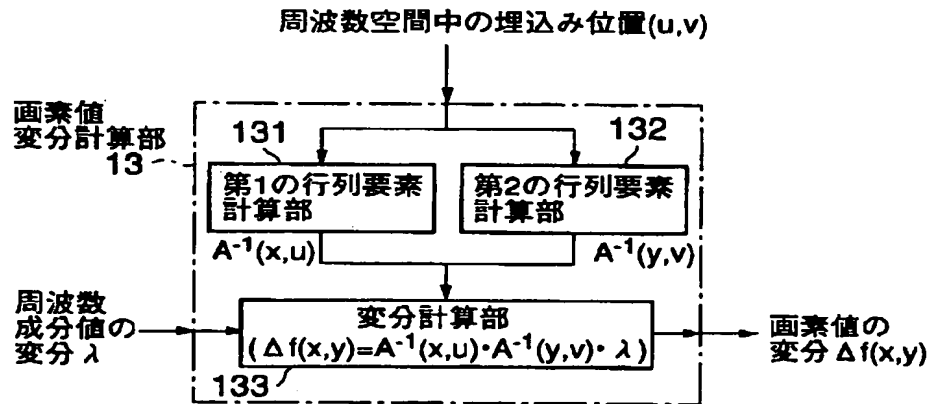 周波数空間中の埋込み位置(u,v)
画素値
変分計算部
13
131
132
第1の行列要素
計算部
第2の行列要素
計算部
A⁻¹(x,u)
A⁻¹(y,v)
周波数
成分値の
変分λ
変分計算部
(Δf(x,y)=A⁻¹(x,u)・A⁻¹(y,v)・λ)
133
画素値の
変分Δf(x,y)